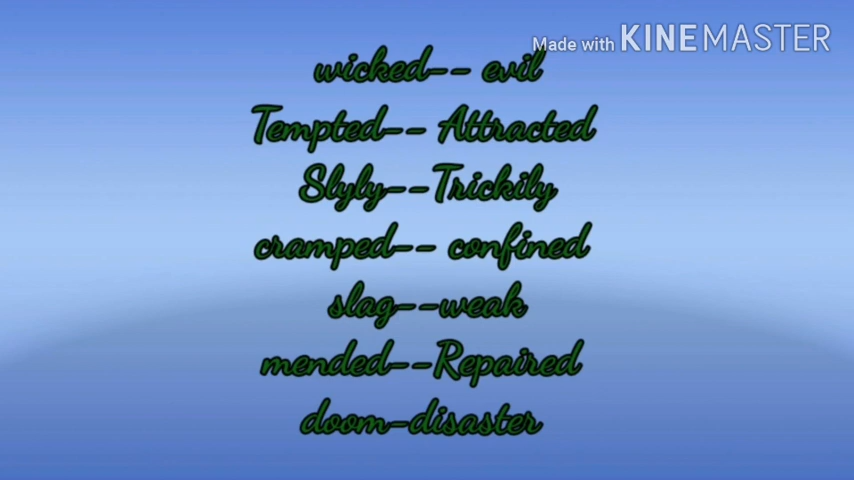 Made with KINEMASTER
wicked-- evil
Tempted-- Attracted
Slyly--Trickily
cramped-- confined
slag--weak
mended--Repaired
doom-disaster